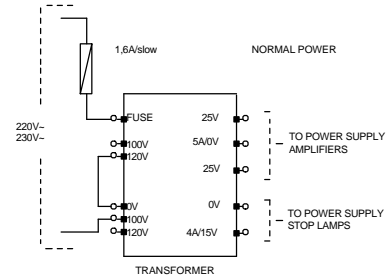 1,6A/slow
NORMAL POWER
220V~
230V~
FUSE
100V
120V
0V
100V
120V
25V
5A/0V
25V
0V
4A/15V
TO POWER SUPPLY
AMPLIFIERS
TO POWER SUPPLY
STOP LAMPS
TRANSFORMER